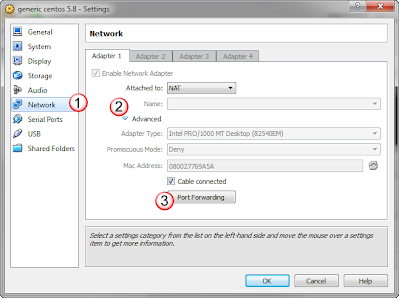 generic centos 5.8 - Settings
General
System
Display
Storage
Audio
Network
Serial Ports
USB
Shared Folders
Network
Adapter 1 Adapter 2 Adapter 3 Adapter 4
Enable Network Adapter
Attached to: NAT
Name:
Advanced
Adapter Type: Intel PRO/1000 MT Desktop (82540EM)
Promiscuous Mode: Deny
Mac Address: 080027769A5A
Cable connected
Port Forwarding
1
2
3
Select a settings category from the list on the left-hand side and move the mouse over a settings
item to get more information.
OK Cancel Help